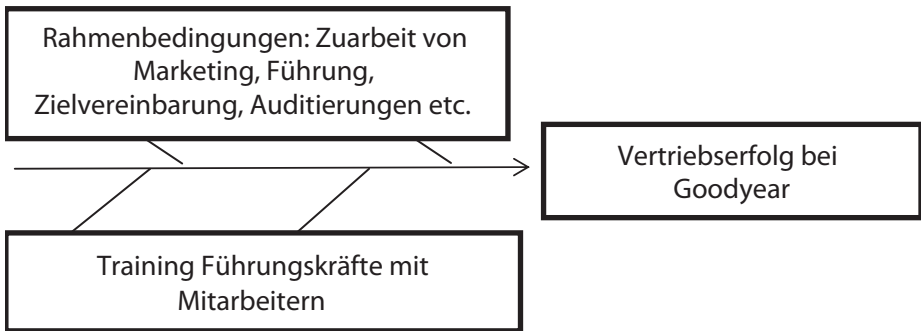 Rahmenbedingungen: Zuarbeit von
Marketing, Führung,
Zielvereinbarung, Auditierungen etc.
Vertriebserfolg bei
Goodyear
Training Führungskräfte mit
Mitarbeitern